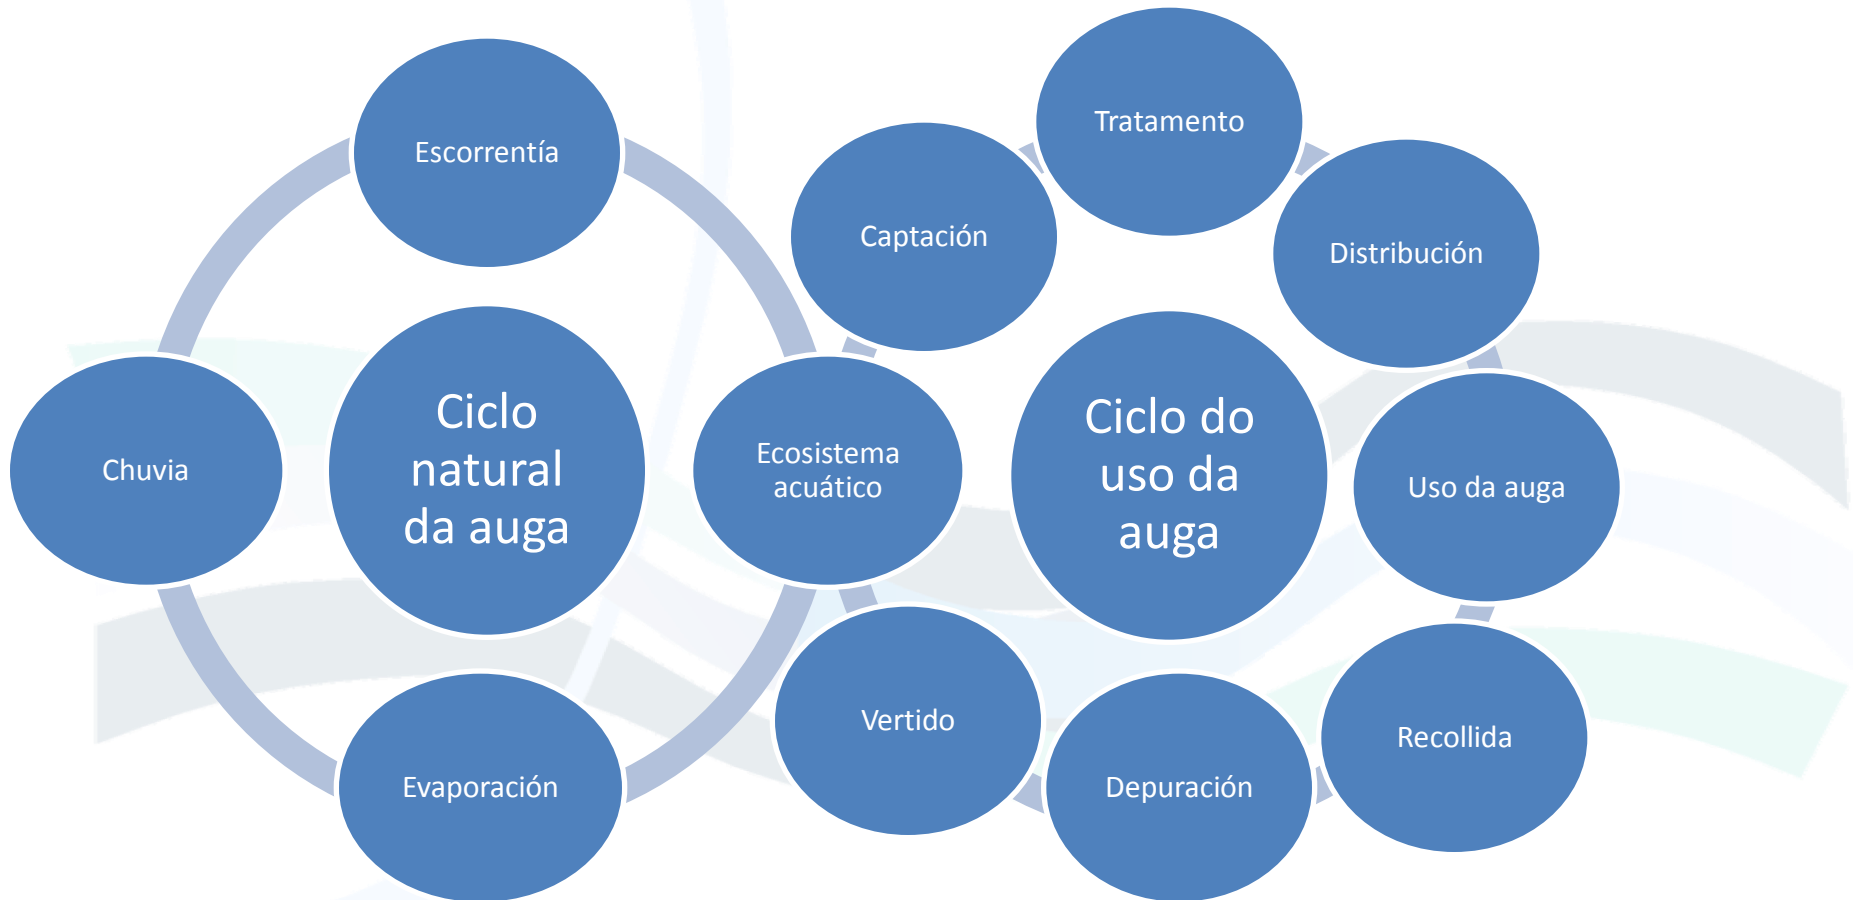 Escorrentía
Chuvia
Ciclo
natural
da auga
Ecosistema
acuático
Evaporación
Captación
Tratamento
Distribución
Ciclo do
uso da
auga
Uso da auga
Recollida
Depuración
Vertido